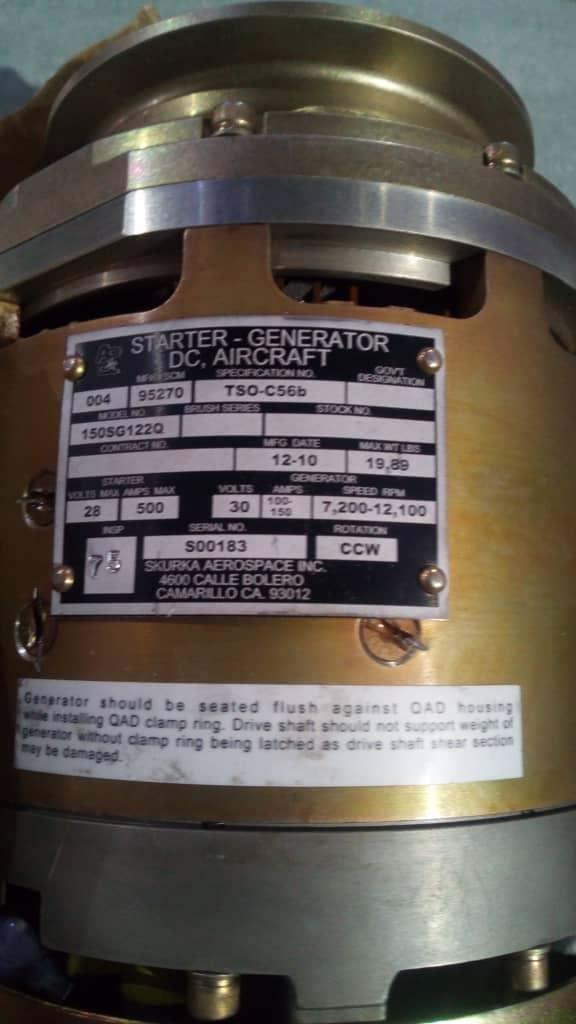 STARTER - GENERATOR
DC, AIRCRAFT
SPECIFICATION NO.
GOV'T
DESIGNATION
004
95270
TSO-C56b
MODEL NO.
BRUSH SERIES
STOCK NO.
150SG122Q
CONTRACT NO.
MFG DATE
MAX WT LBS
12-10
19.89
STARTER
GENERATOR
VOLTS MAX AMPS MAX
VOLTS
AMPS
SPEED RPM
28
500
30
100-
150
7,200-12,100
INSP
SERIAL NO.
ROTATION
75
S00183
CCW
SKURKA AEROSPACE INC.
4600 CALLE BOLERO
CAMARILLO CA. 93012
Generator should be seated flush against QAD housing
while installing QAD clamp ring. Drive shaft should not support weight of
generator without clamp ring being latched as drive shaft shear section
may be damaged.